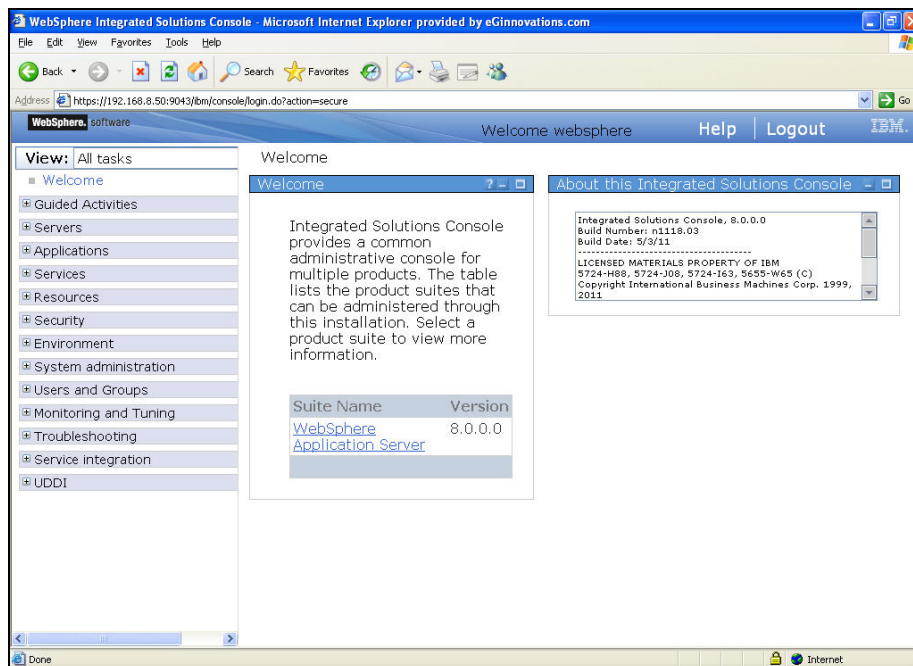 WebSphere Integrated Solutions Console - Microsoft Internet Explorer provided by eGinnovations.com
File Edit View Favorites Tools Help
Back Search Favorites
Address https://192.168.8.50:9043/ibm/console/login.do?action=secure Go
WebSphere. software Welcome websphere Help Logout IBM.
View: All tasks
Welcome
Guided Activities
Servers
Applications
Services
Resources
Security
Environment
System administration
Users and Groups
Monitoring and Tuning
Troubleshooting
Service integration
UDDI
Welcome
Welcome ?
Integrated Solutions Console
provides a common
administrative console for
multiple products. The table
lists the product suites that
can be administered through
this installation. Select a
product suite to view more
information.
Suite Name Version
WebSphere 8.0.0.0
Application Server
About this Integrated Solutions Console
Integrated Solutions Console, 8.0.0.0
Build Number: n1118.03
Build Date: 5/3/11
----------------------------------
LICENSED MATERIALS PROPERTY OF IBM
5724-H88, 5724-J08, 5724-I63, 5655-W65 (C)
Copyright International Business Machines Corp. 1999,
2011
Done Internet